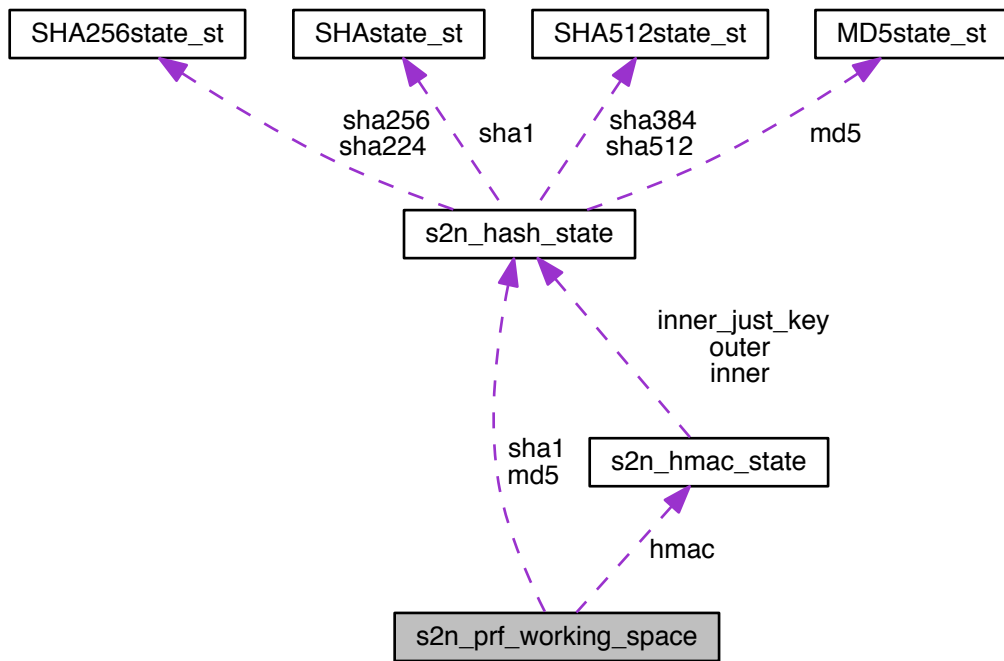 SHA256state_st
SHAstate_st
SHA512state_st
MD5state_st
sha256
sha224
sha1
sha384
sha512
md5
s2n_hash_state
inner_just_key
outer
inner
sha1
md5
s2n_hmac_state
hmac
s2n_prf_working_space